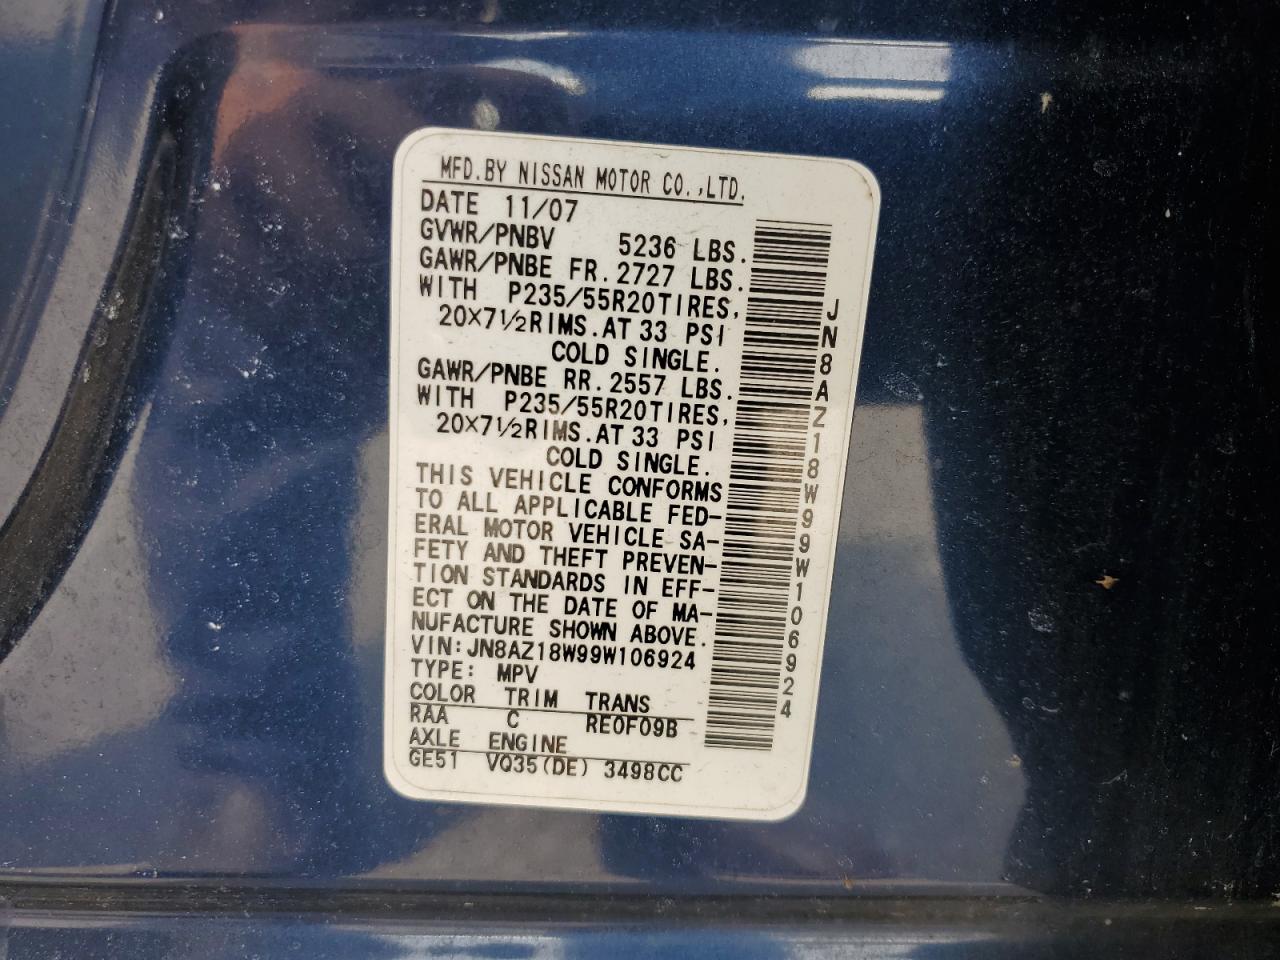 MFD.BY NISSAN MOTOR CO.,LTD.
DATE 11/07
GVWR/PNBV 5236 LBS.
GAWR/PNBE FR.2727 LBS.
WITH P235/55R20TIRES,
20X7½RIMS.AT 33 PSI
COLD SINGLE.
GAWR/PNBE RR.2557 LBS.
WITH P235/55R20TIRES,
20X7½RIMS.AT 33 PSI
COLD SINGLE.
THIS VEHICLE CONFORMS
TO ALL APPLICABLE FED-
ERAL MOTOR VEHICLE SA-
FETY AND THEFT PREVEN-
TION STANDARDS IN EFF-
ECT ON THE DATE OF MA-
NUFACTURE SHOWN ABOVE.
VIN:JN8AZ18W99W106924
TYPE: MPV
COLOR TRIM TRANS
RAA C RE0F09B
AXLE ENGINE
GE51 VQ35(DE) 3498CC
JN8AZ18W99W106924